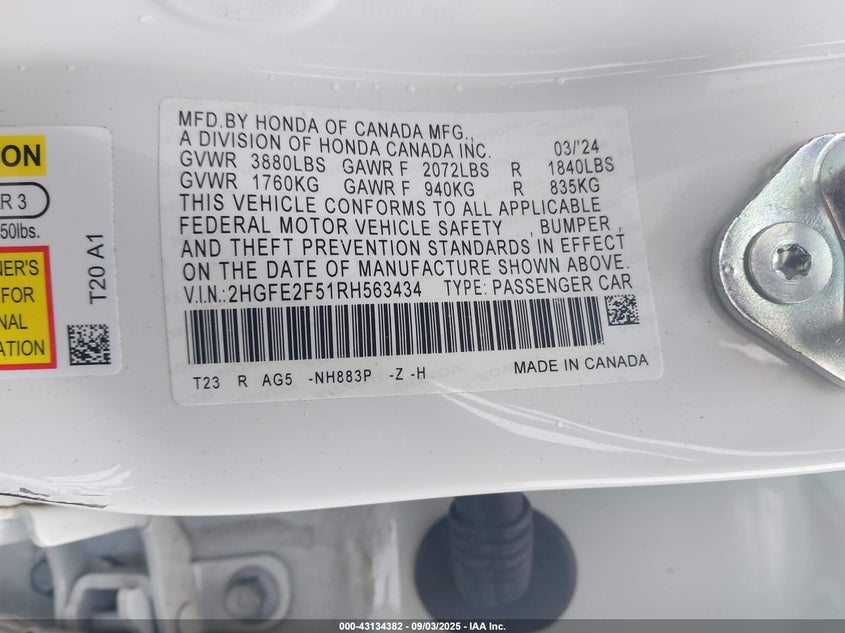 MFD.BY HONDA OF CANADA MFG.,
A DIVISION OF HONDA CANADA INC. 03/'24
GVWR 3880LBS GAWR F 2072LBS R 1840LBS
GVWR 1760KG GAWR F 940KG R 835KG
THIS VEHICLE CONFORMS TO ALL APPLICABLE
FEDERAL MOTOR VEHICLE SAFETY , BUMPER ,
AND THEFT PREVENTION STANDARDS IN EFFECT
ON THE DATE OF MANUFACTURE SHOWN ABOVE.
V.I.N.:2HGFE2F51RH563434 TYPE: PASSENGER CAR
T23 R AG5 -NH883P -Z -H MADE IN CANADA
ON
R 3
50lbs.
NER'S
FOR
NAL
ATION
T20 A1
000-43134382 - 09/03/2025 - IAA Inc.